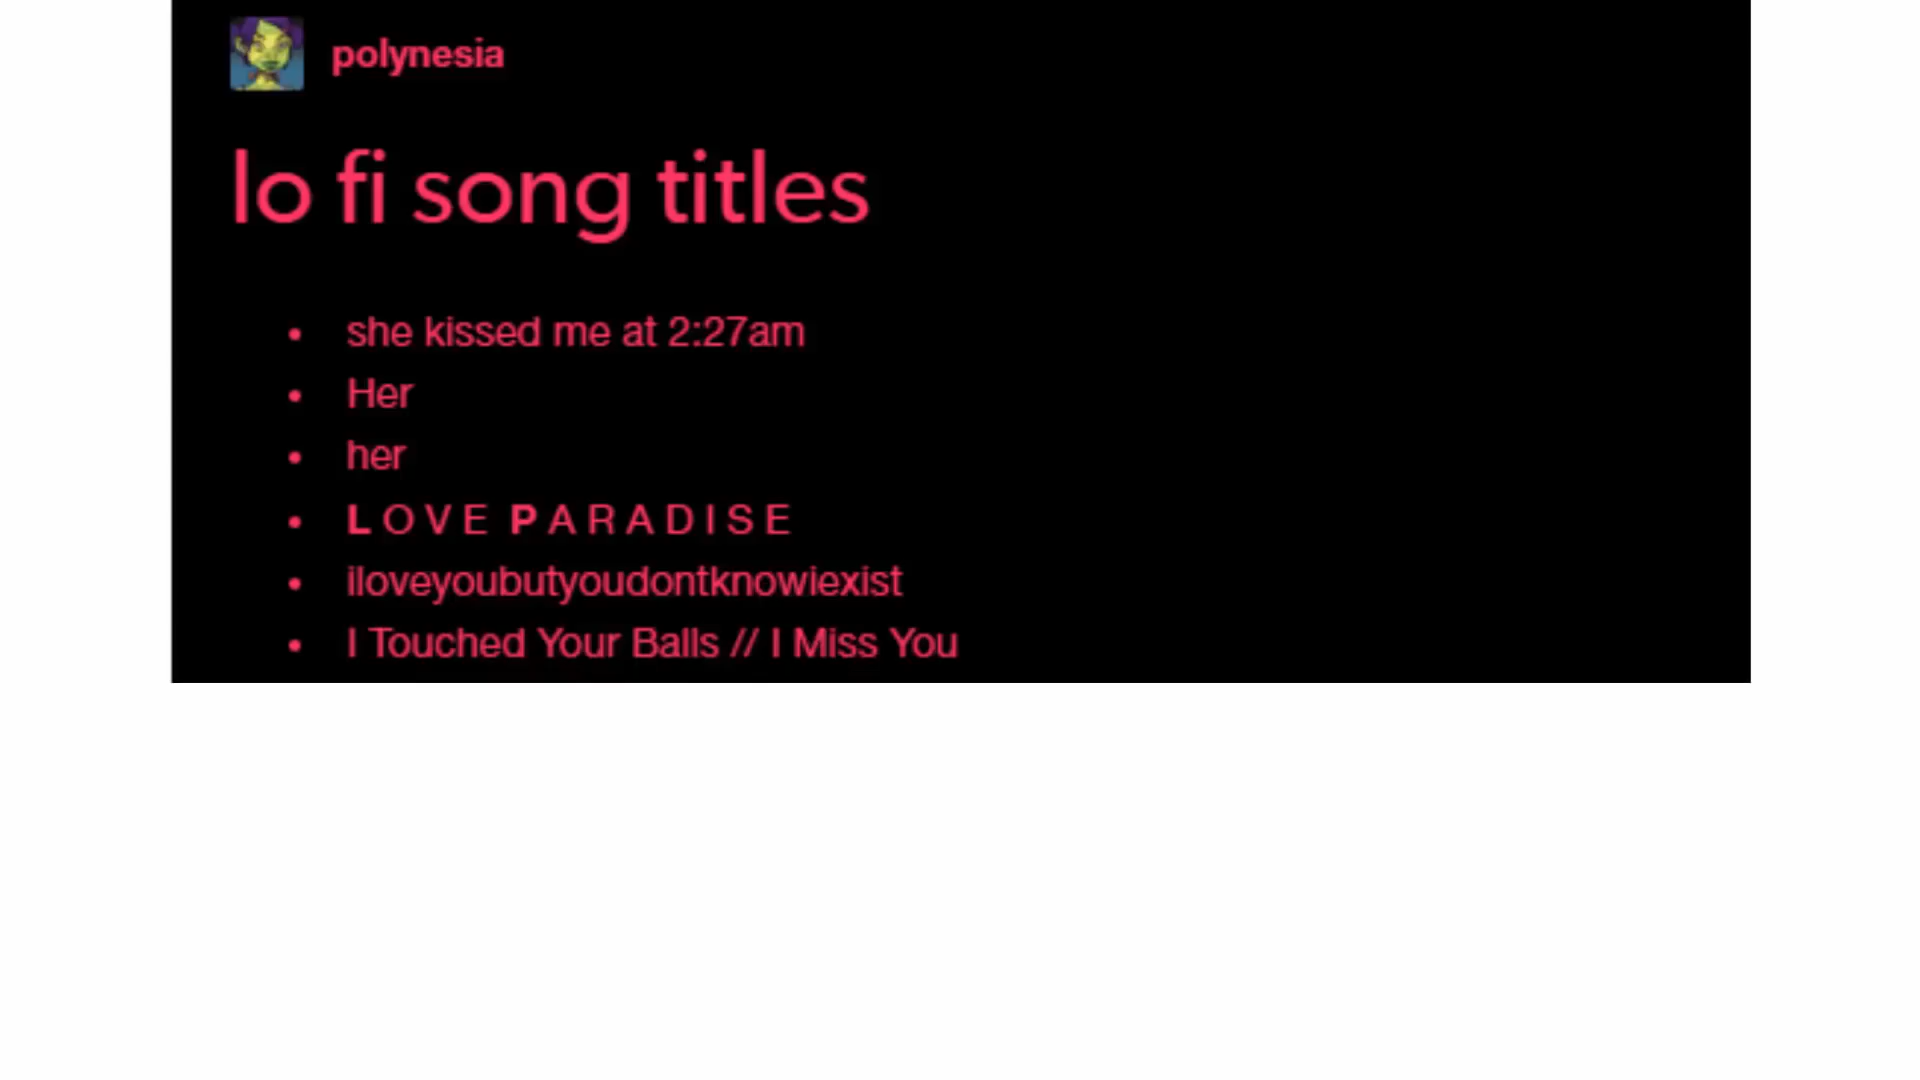 polynesia
lo fi song titles
• she kissed me at 2:27am
• Her
• her
• L O V E P A R A D I S E
• iloveyoubutyoudontknowiexist
• I Touched Your Balls // I Miss You